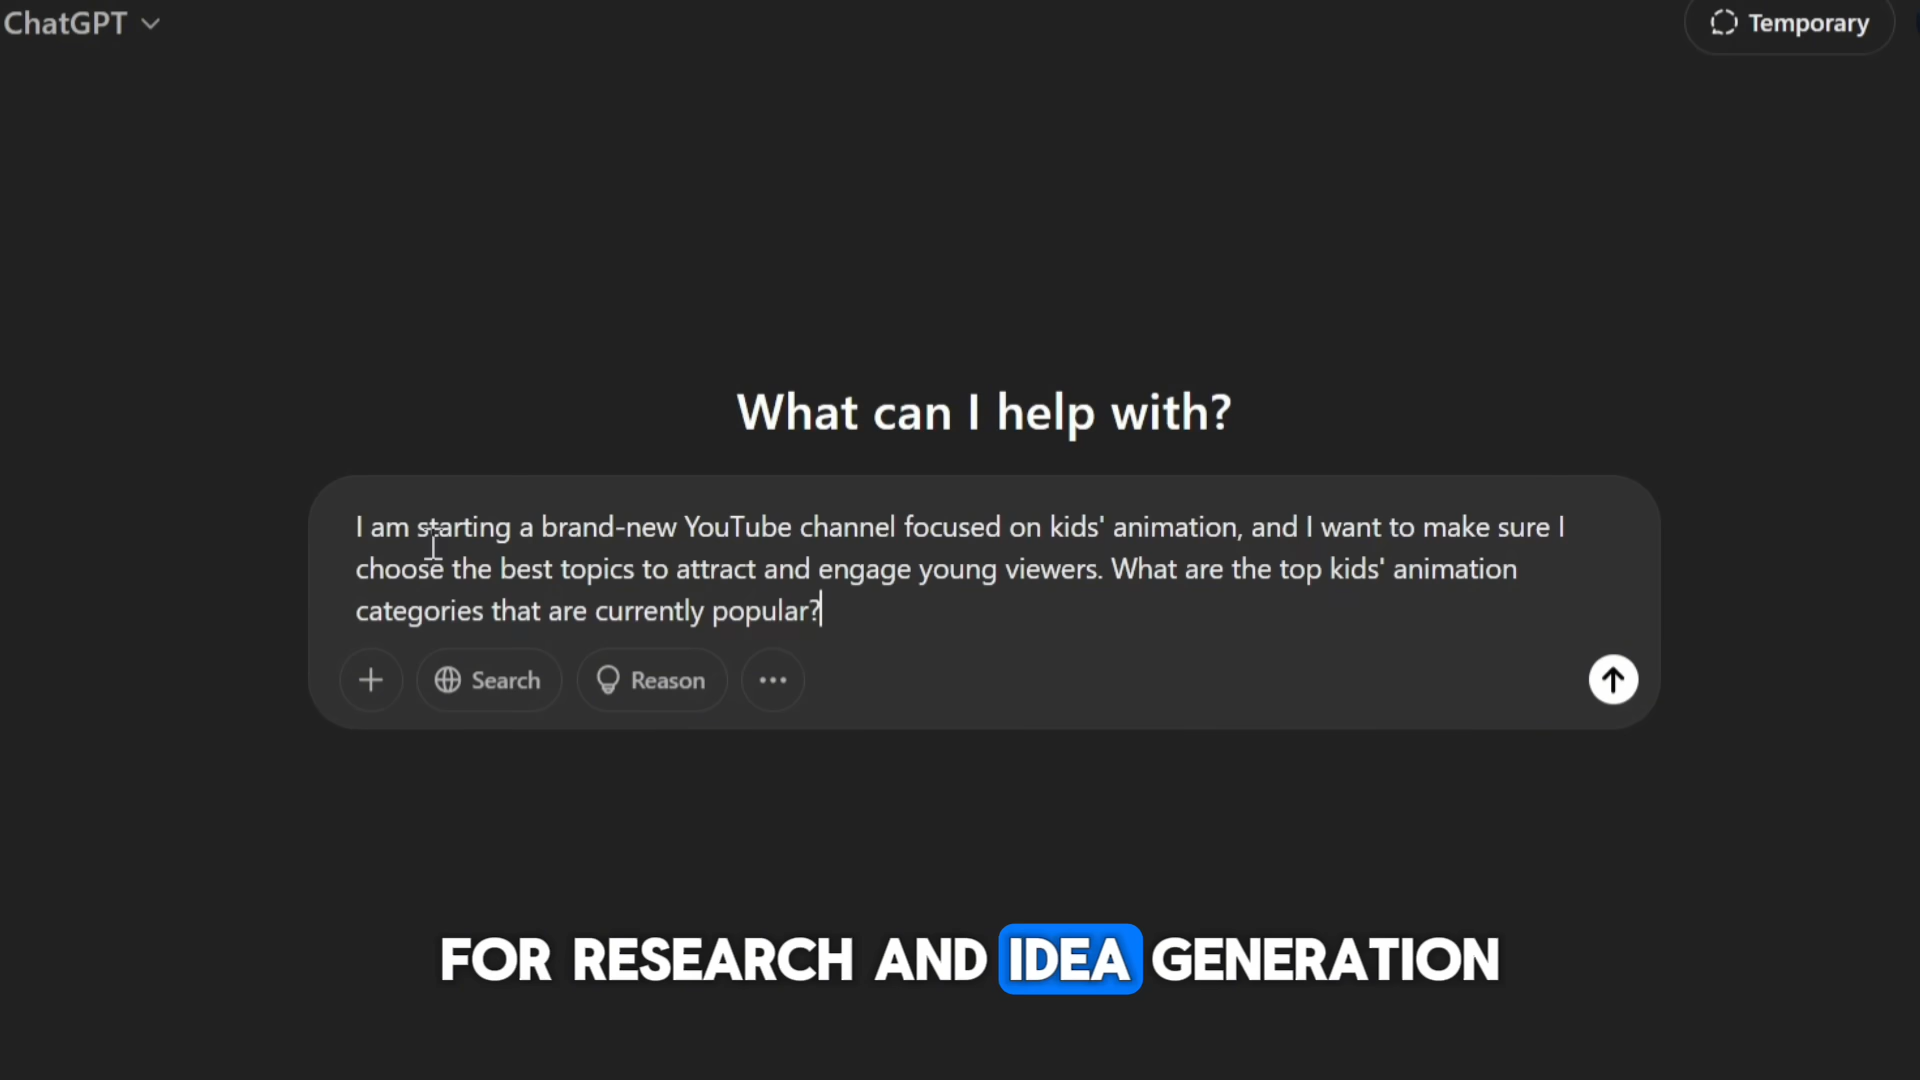 ChatGPT
Temporary
What can I help with?
I am starting a brand-new YouTube channel focused on kids' animation, and I want to make sure I
choose the best topics to attract and engage young viewers. What are the top kids' animation
categories that are currently popular?
Search
Reason
FOR RESEARCH AND IDEA GENERATION